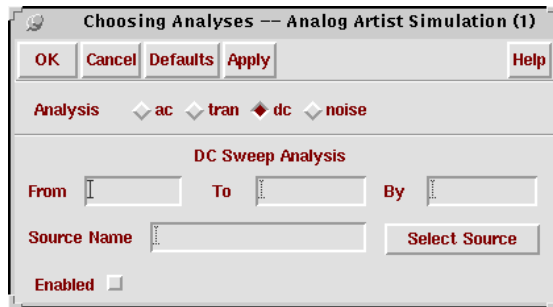 Choosing Analyses -- Analog Artist Simulation (1)
OK Cancel Defaults Apply Help
Analysis ac tran dc noise
DC Sweep Analysis
From To By
Source Name Select Source
Enabled